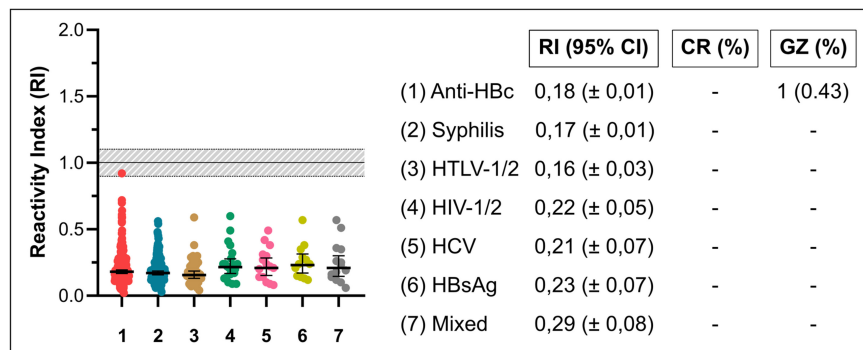 Reactivity Index (RI)
2.0
1.5
1.0
0.5
0.0
1 2 3 4 5 6 7
RI (95% CI) CR (%) GZ (%)
(1) Anti-HBc 0,18 (± 0,01) - 1 (0.43)
(2) Syphilis 0,17 (± 0,01) - -
(3) HTLV-1/2 0,16 (± 0,03) - -
(4) HIV-1/2 0,22 (± 0,05) - -
(5) HCV 0,21 (± 0,07) - -
(6) HBsAg 0,23 (± 0,07) - -
(7) Mixed 0,29 (± 0,08) - -